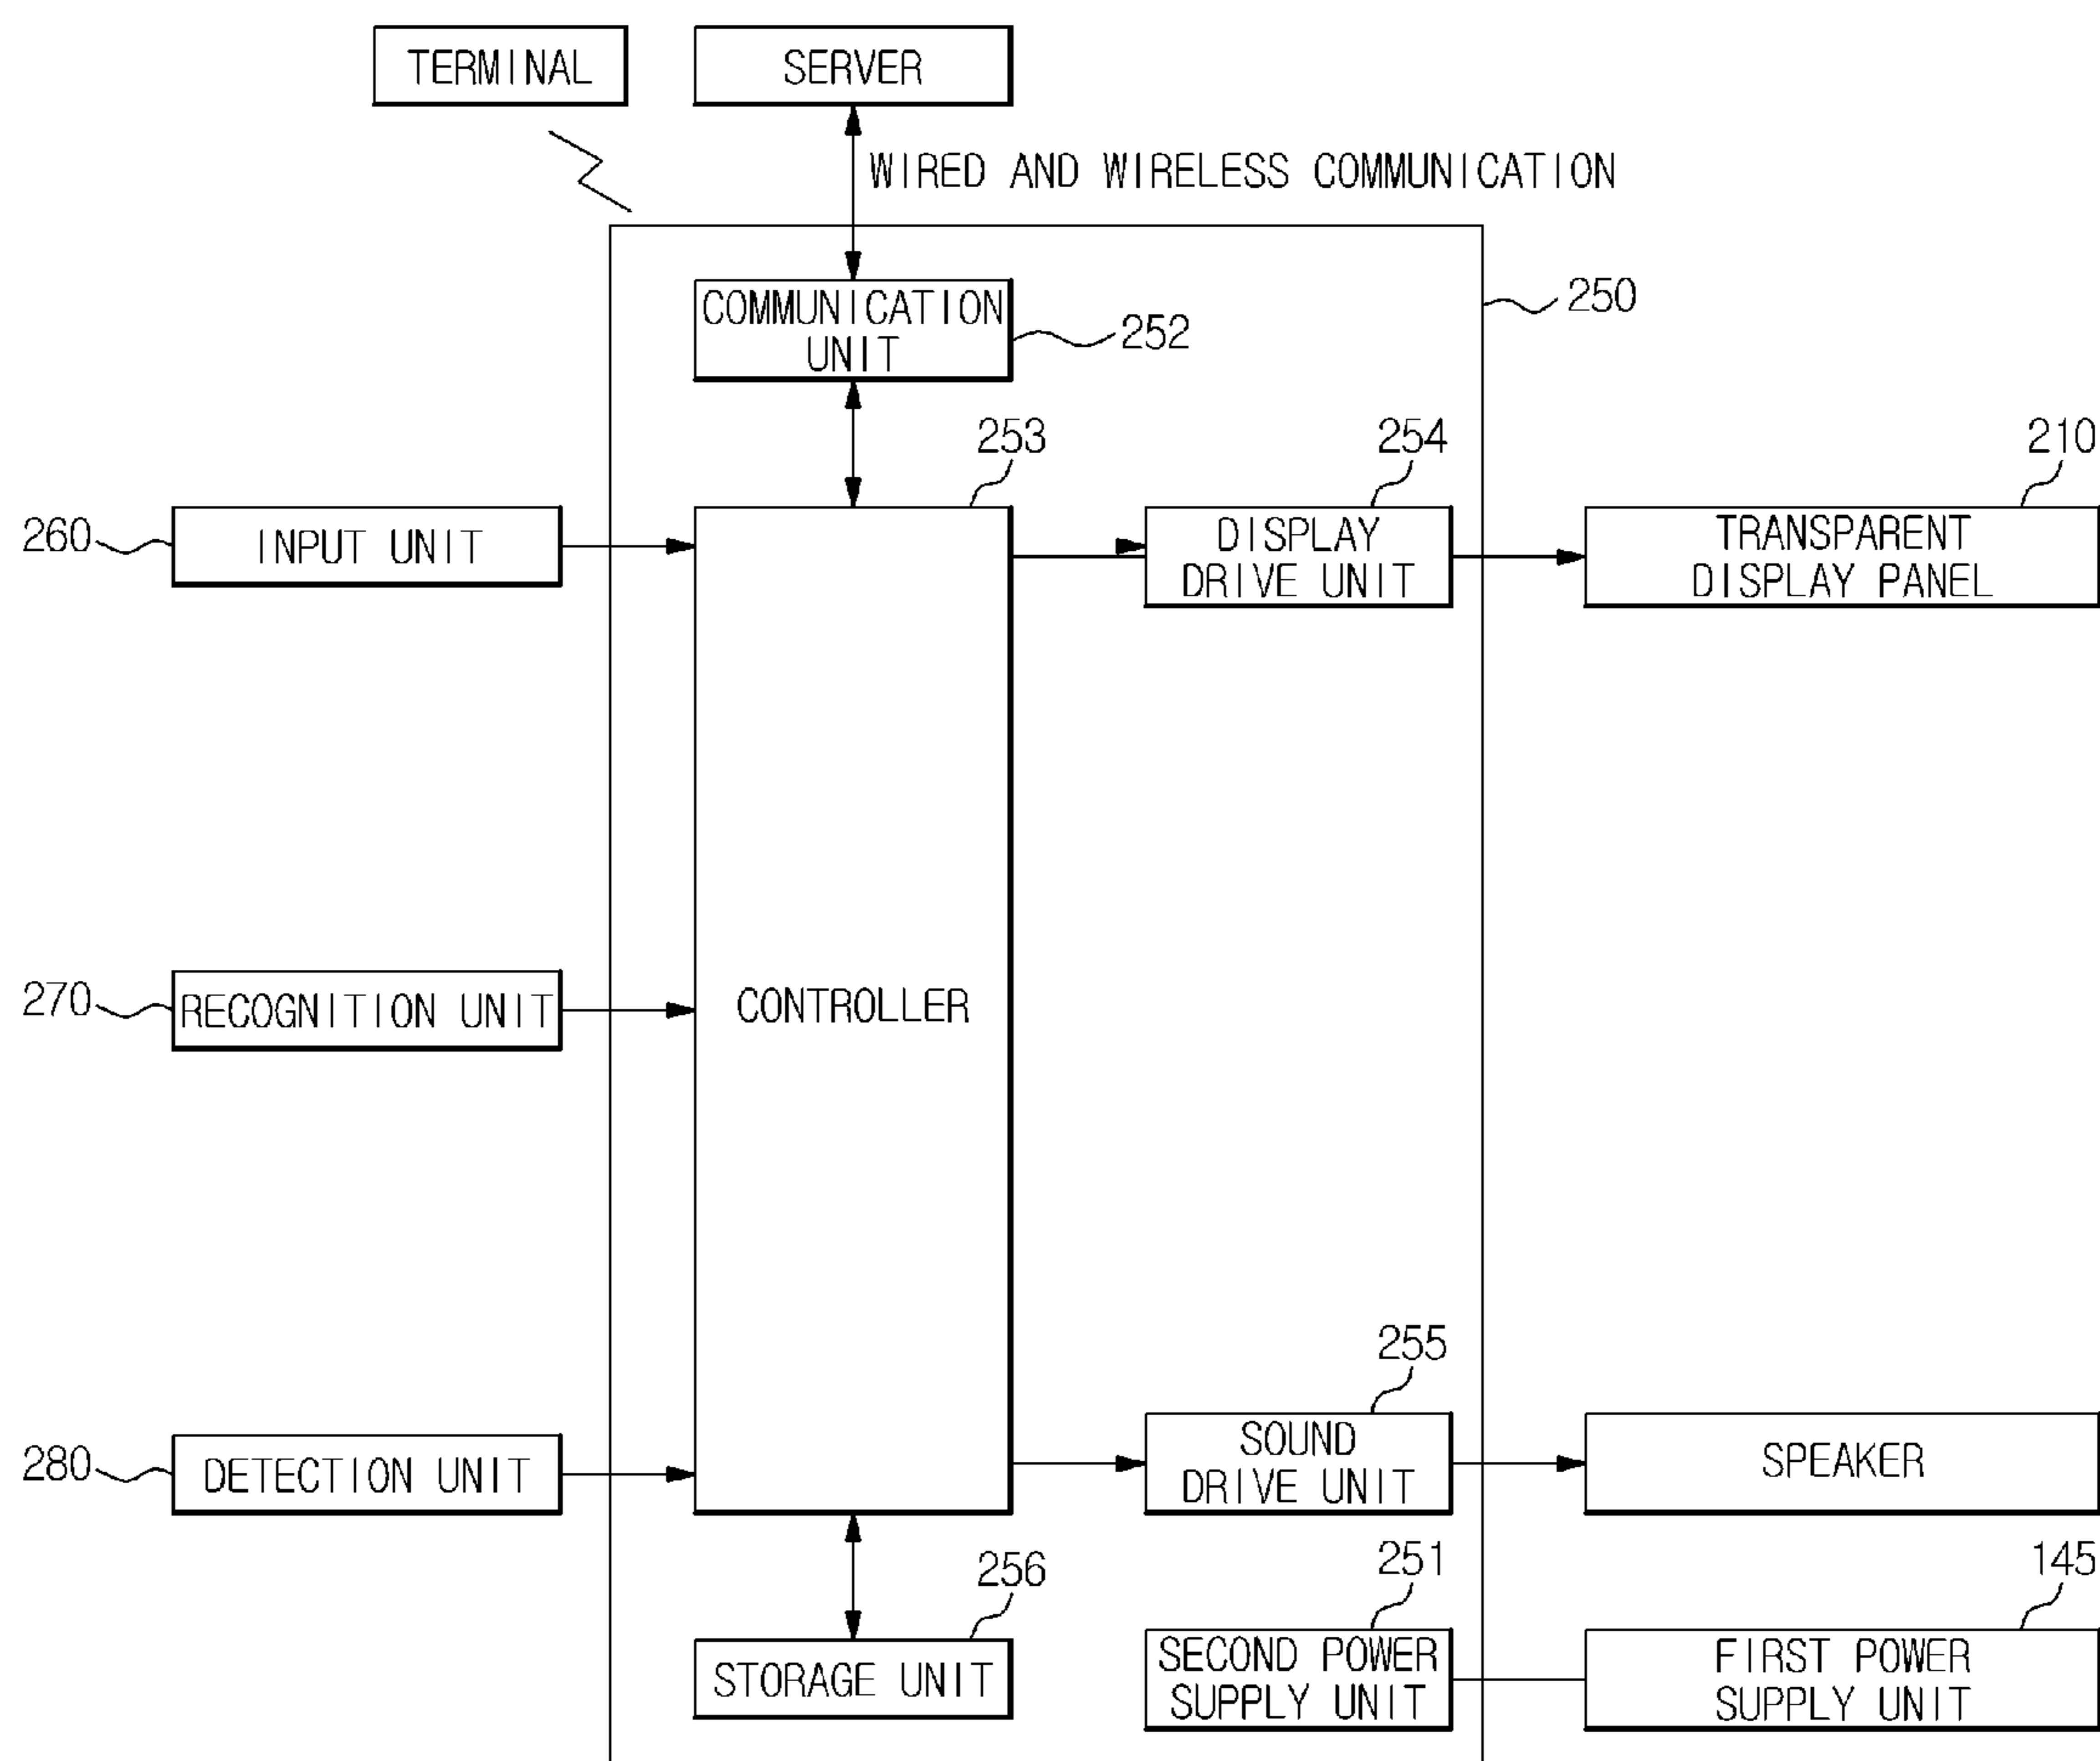 TERMINAL
SERVER
WIRED AND WIRELESS COMMUNICATION
250
COMMUNICATION
UNIT
252
253
254
210
260
INPUT UNIT
DISPLAY
DRIVE UNIT
TRANSPARENT
DISPLAY PANEL
270
RECOGNITION UNIT
CONTROLLER
255
280
DETECTION UNIT
SOUND
DRIVE UNIT
SPEAKER
256
251
145
STORAGE UNIT
SECOND POWER
SUPPLY UNIT
FIRST POWER
SUPPLY UNIT